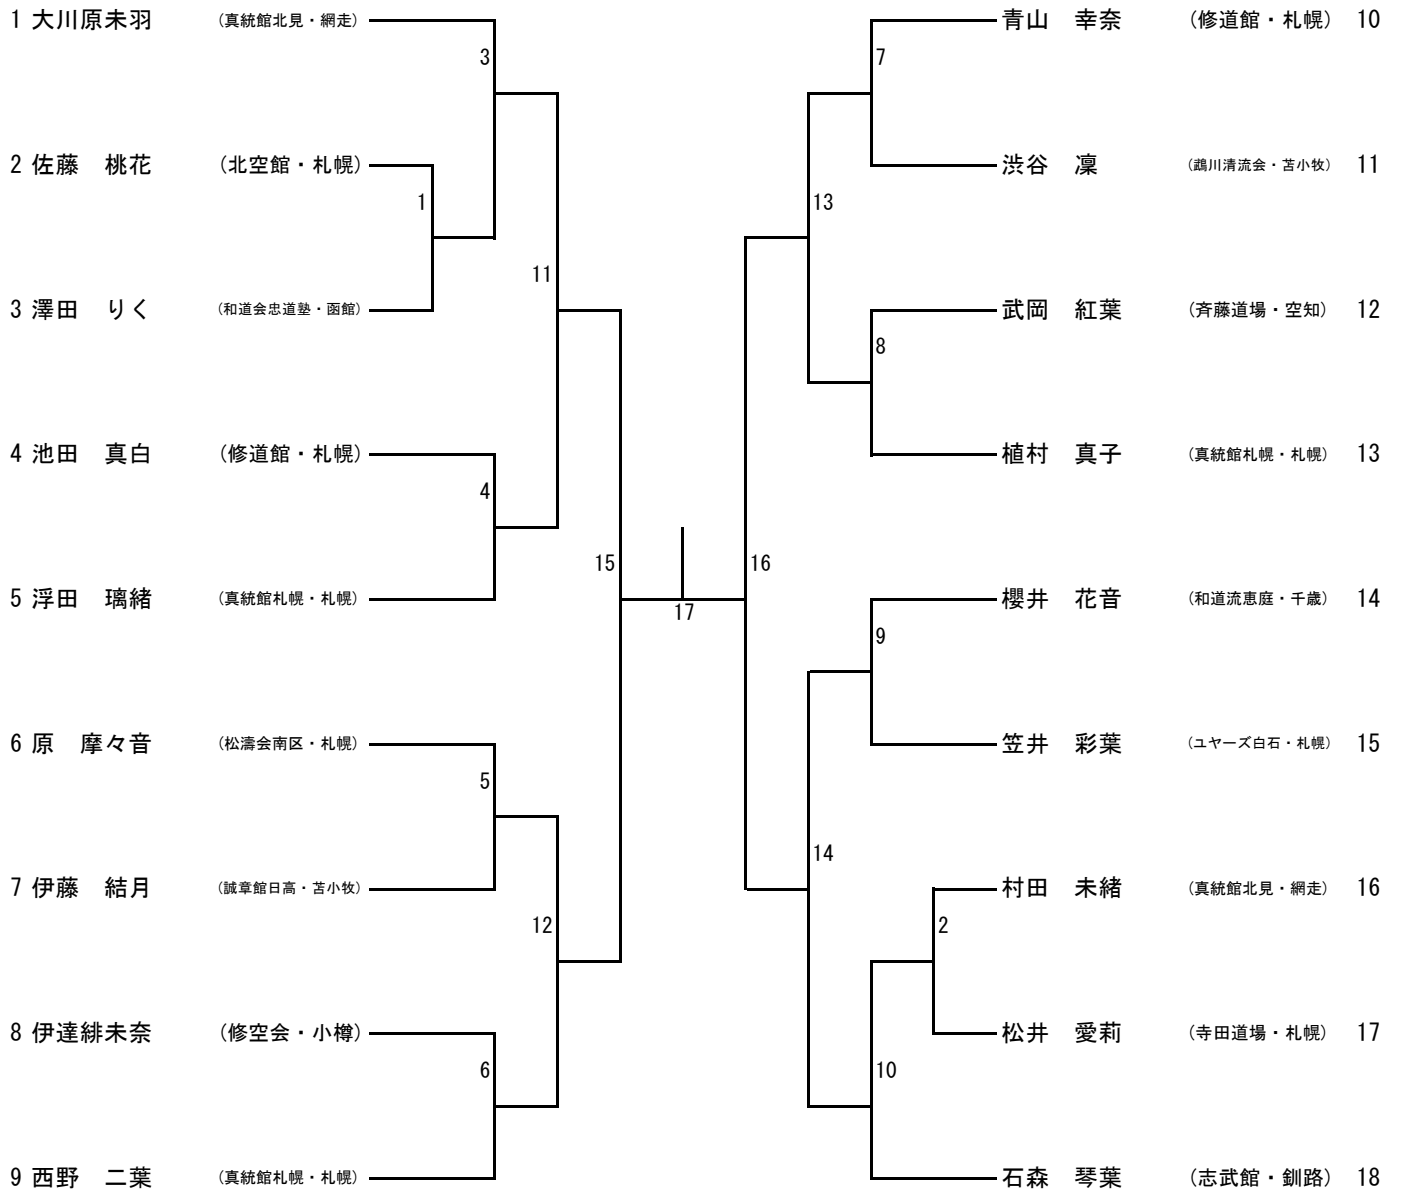 1 大川原未羽 (真統館北見・網走)
3
2 佐藤　桃花 (北空館・札幌)
1
11
3 澤田　りく (和道会忠道塾・函館)
4 池田　真白 (修道館・札幌)
4
15
5 浮田　璃緒 (真統館札幌・札幌)
6 原　摩々音 (松濤会南区・札幌)
5
7 伊藤　結月 (誠章館日高・苫小牧)
12
8 伊達緋未奈 (修空会・小樽)
6
9 西野　二葉 (真統館札幌・札幌)
17
青山　幸奈 (修道館・札幌) 10
7
渋谷　凜 (鵡川清流会・苫小牧) 11
13
武岡　紅葉 (斉藤道場・空知) 12
8
植村　真子 (真統館札幌・札幌) 13
16
櫻井　花音 (和道流恵庭・千歳) 14
9
笠井　彩葉 (ユヤーズ白石・札幌) 15
14
村田　未緒 (真統館北見・網走) 16
2
松井　愛莉 (寺田道場・札幌) 17
10
石森　琴葉 (志武館・釧路) 18